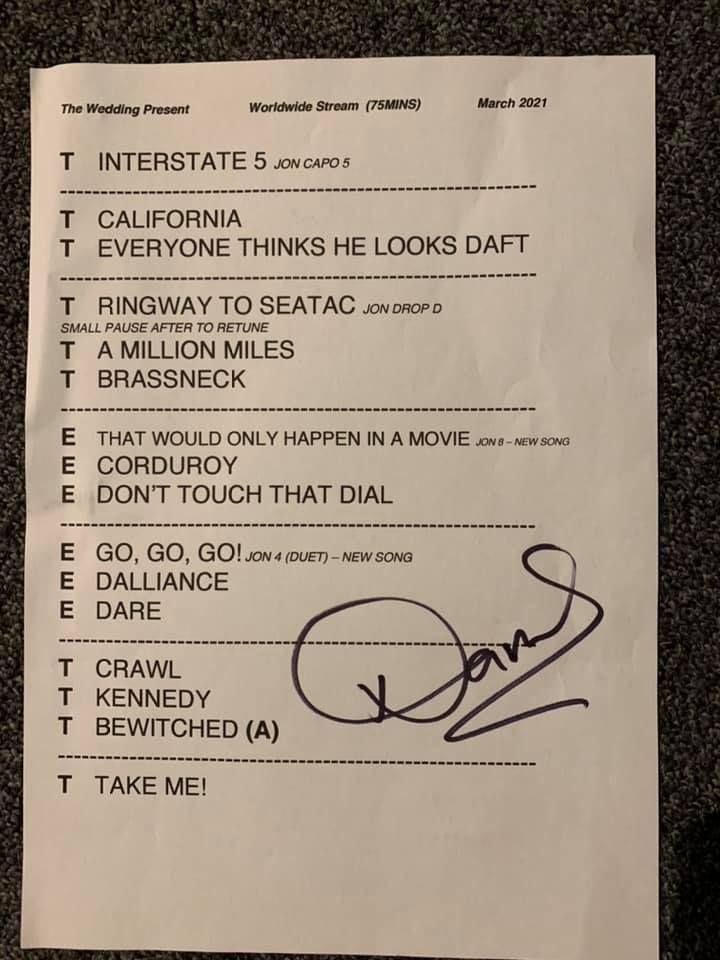 The Wedding Present Worldwide Stream (75MINS) March 2021
T INTERSTATE 5 JON CAPO 5
T CALIFORNIA
T EVERYONE THINKS HE LOOKS DAFT
T RINGWAY TO SEATAC JON DROP D
SMALL PAUSE AFTER TO RETUNE
T A MILLION MILES
T BRASSNECK
E THAT WOULD ONLY HAPPEN IN A MOVIE JON 8 – NEW SONG
E CORDUROY
E DON'T TOUCH THAT DIAL
E GO, GO, GO! JON 4 (DUET) – NEW SONG
E DALLIANCE
E DARE
T CRAWL
T KENNEDY
T BEWITCHED (A)
T TAKE ME!